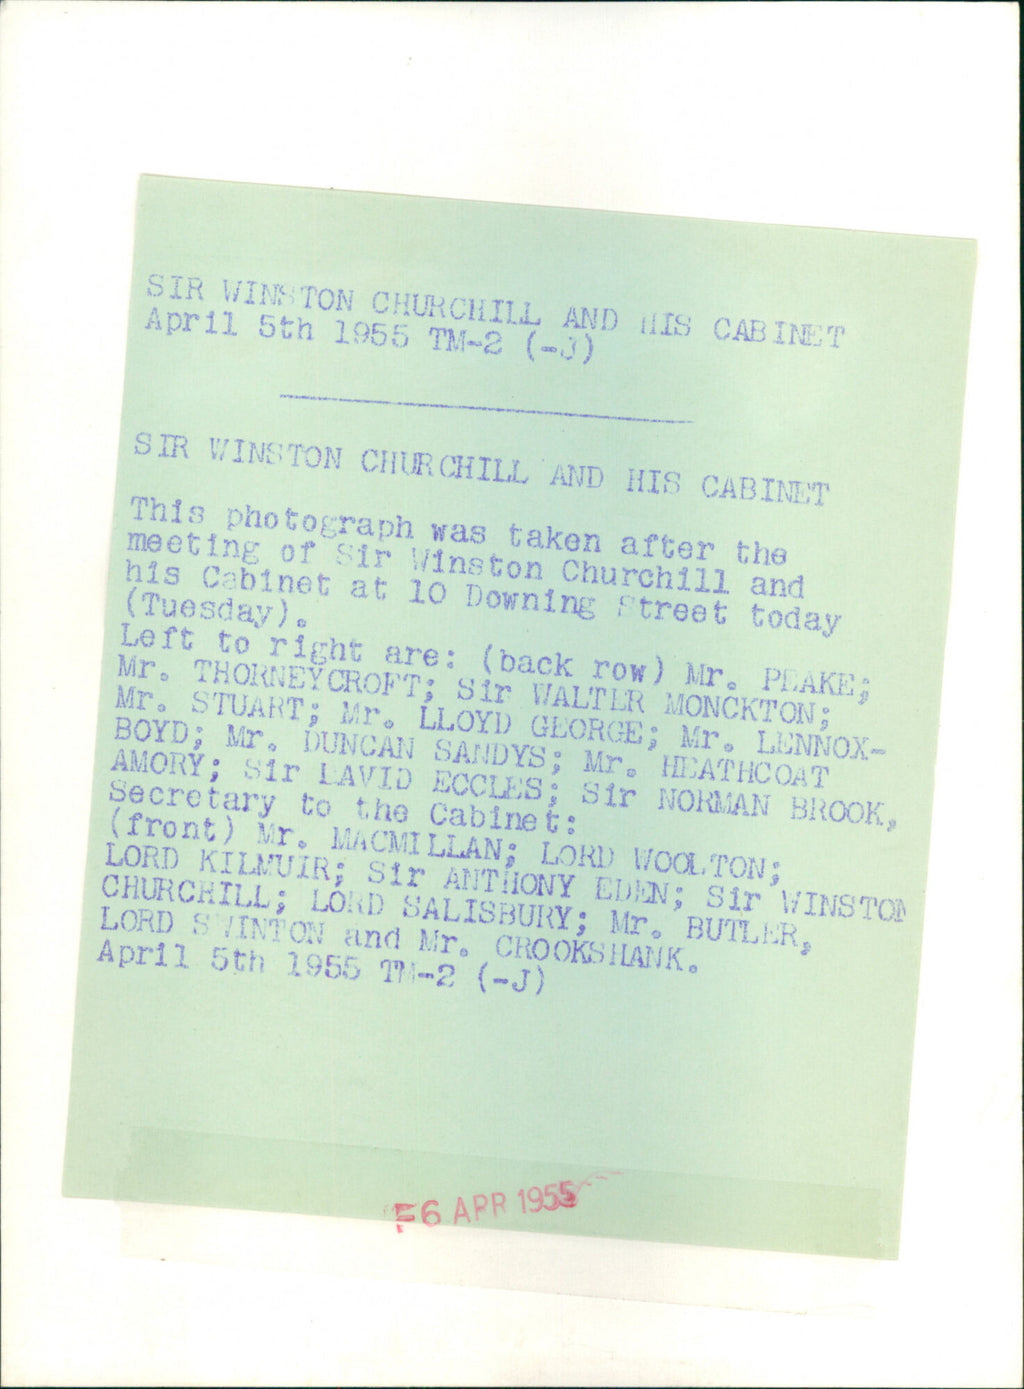 SIR WINSTON CHURCHILL AND HIS CABINET
April 5th 1955 TM-2 (-J)
SIR WINSTON CHURCHILL AND HIS CABINET
This photograph was taken after the
meeting of Sir Winston Churchill and
his Cabinet at 10 Downing Street today
(Tuesday).
Left to right are: (back row) Mr. PEAKE;
Mr. THORNEYCROFT; Sir WALTER MONCKTON;
Mr. STUART; Mr. LLOYD GEORGE; Mr. LENNOX-
BOYD; Mr. DUNCAN SANDYS; Mr. HEATHCOAT
AMORY; Sir DAVID ECCLES; Sir NORMAN BROOK,
Secretary to the Cabinet:
(front) Mr. MACMILLAN; LORD WOOLTON;
LORD KILMUIR; Sir ANTHONY EDEN; Sir WINSTON
CHURCHILL; LORD SALISBURY; Mr. BUTLER,
LORD SWINTON and Mr. CROOKSHANK.
April 5th 1955 TM-2 (-J)
6 APR 1955